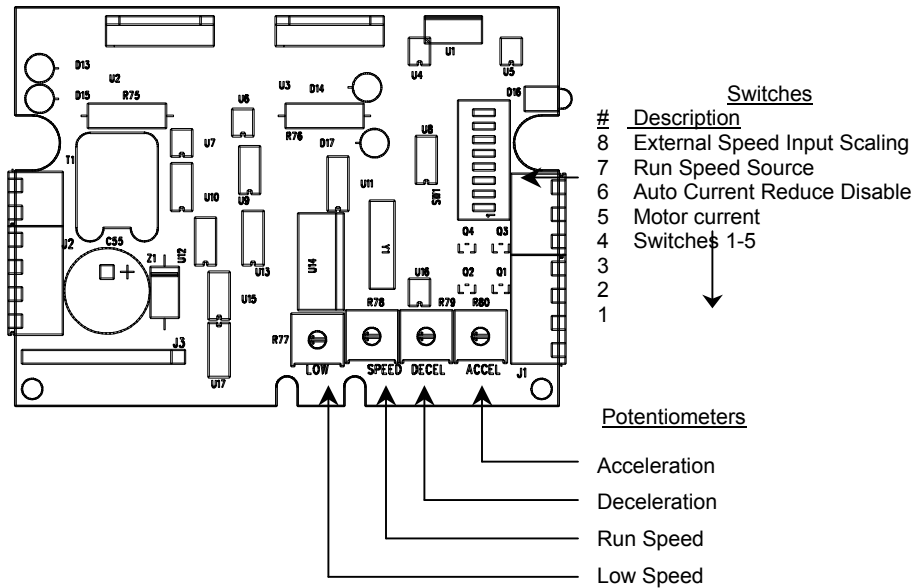 U1
U4
U5
D13
U2
D15
R75
U6
U3
D14
R76
D17
D16
U7
U8
SW1
1
T1
U10
U9
U11
Q4
Q3
J2
C55
Z1
U12
U13
U14
Y1
Q2
Q1
+
U15
U16
R77
R78
R79
R80
J3
U17
LOW
SPEED
DECEL
ACCEL
J1
Switches
# Description
8 External Speed Input Scaling
7 Run Speed Source
6 Auto Current Reduce Disable
5 Motor current
4 Switches 1-5
3
2
1
Potentiometers
Acceleration
Deceleration
Run Speed
Low Speed